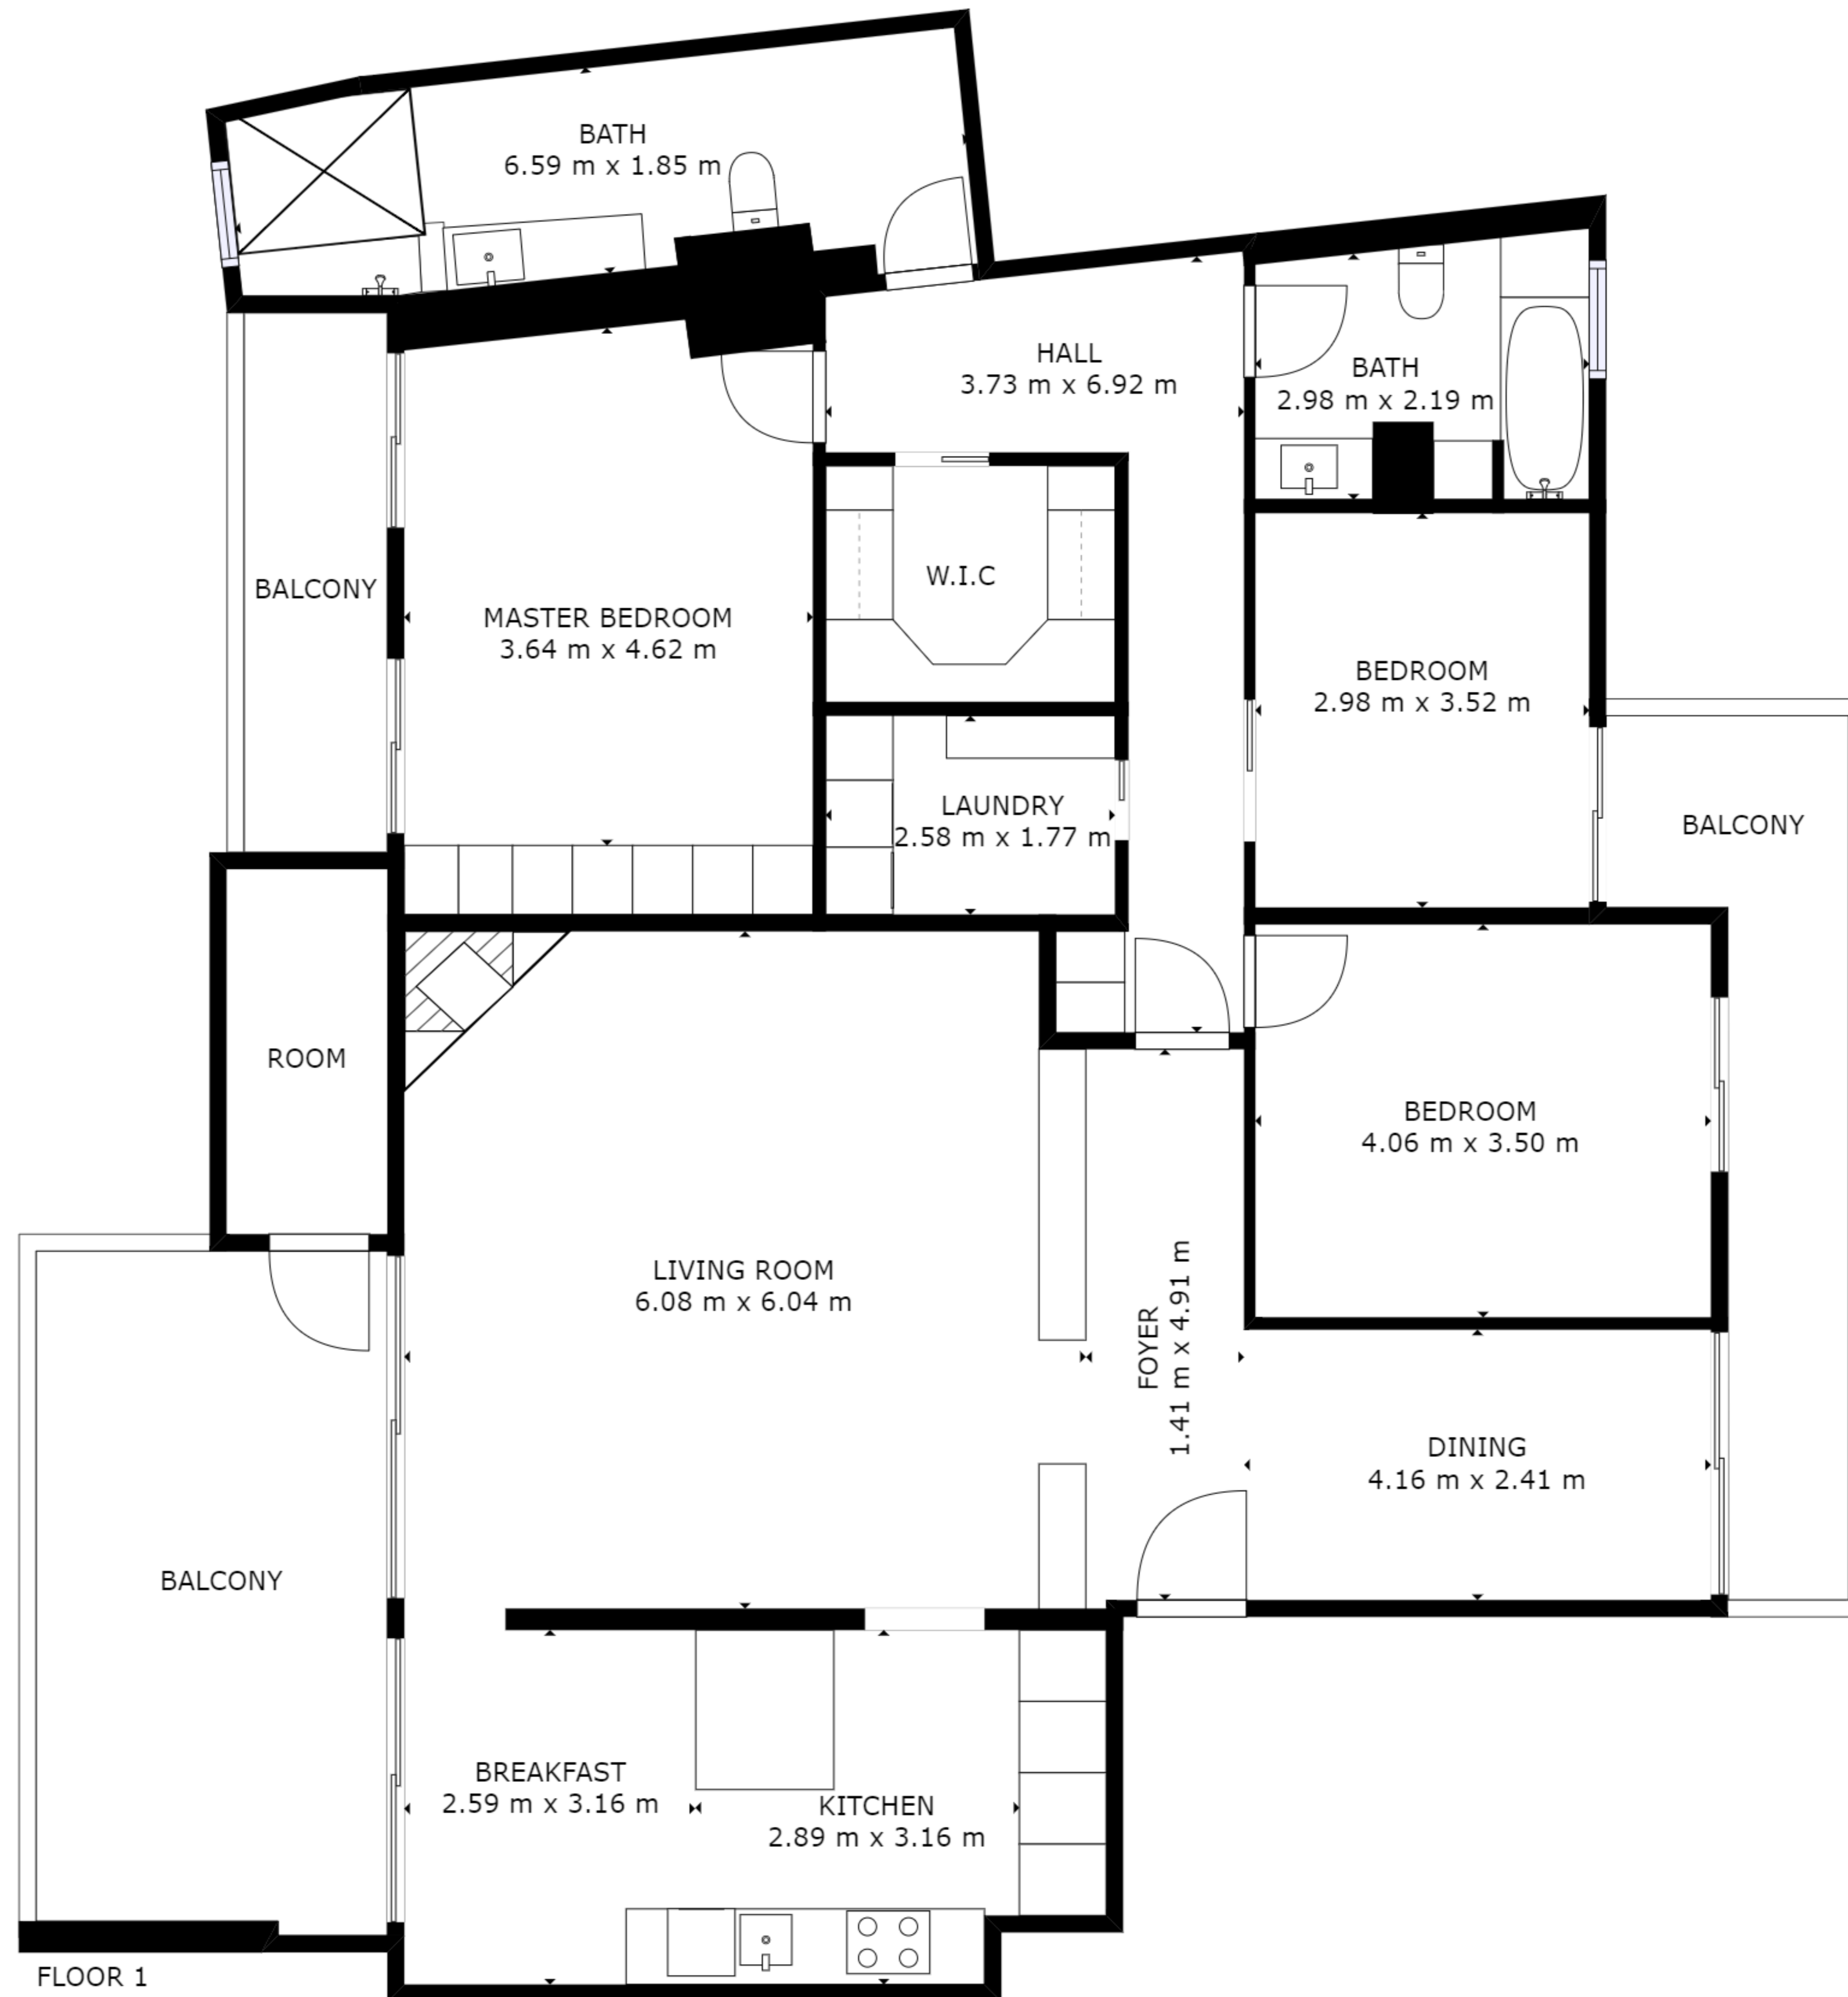 BATH
6.59 m x 1.85 m
HALL
3.73 m x 6.92 m
BATH
2.98 m x 2.19 m
BALCONY
MASTER BEDROOM
3.64 m x 4.62 m
W.I.C
BEDROOM
2.98 m x 3.52 m
LAUNDRY
2.58 m x 1.77 m
BALCONY
ROOM
BEDROOM
4.06 m x 3.50 m
LIVING ROOM
6.08 m x 6.04 m
FOYER
1.41 m x 4.91 m
DINING
4.16 m x 2.41 m
BALCONY
BREAKFAST
2.59 m x 3.16 m
KITCHEN
2.89 m x 3.16 m
FLOOR 1